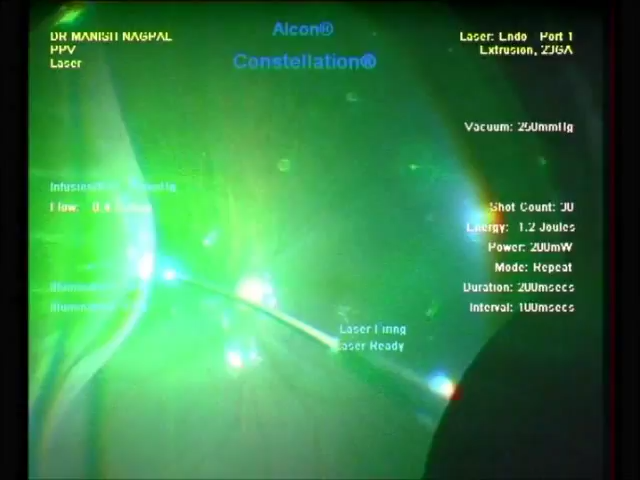 DR MANISH NAGPAL
PPV
Laser
Alcon®
Constellation®
Laser: Endo Port 1
Extrusion, 23GA
Vacuum: 250mmHg
Flow:
Shot Count: 30
Energy: 1.2 Joules
Power: 200mW
Mode: Repeat
Duration: 200msecs
Interval: 100msecs
Laser Firing
Laser Ready